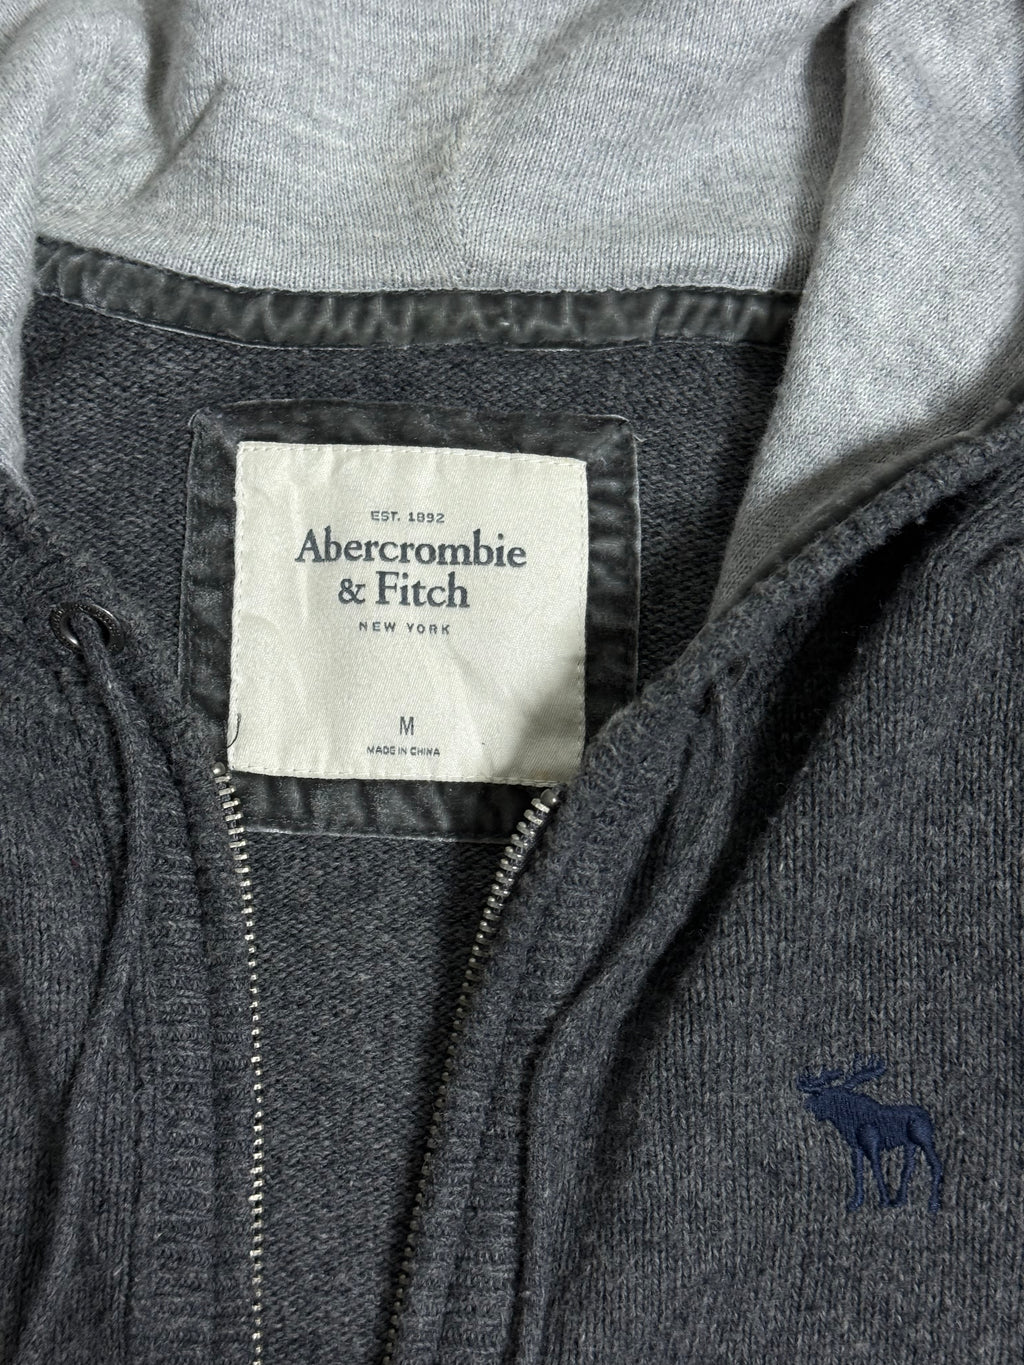 EST. 1892
Abercrombie
& Fitch
NEW YORK
M
MADE IN CHINA